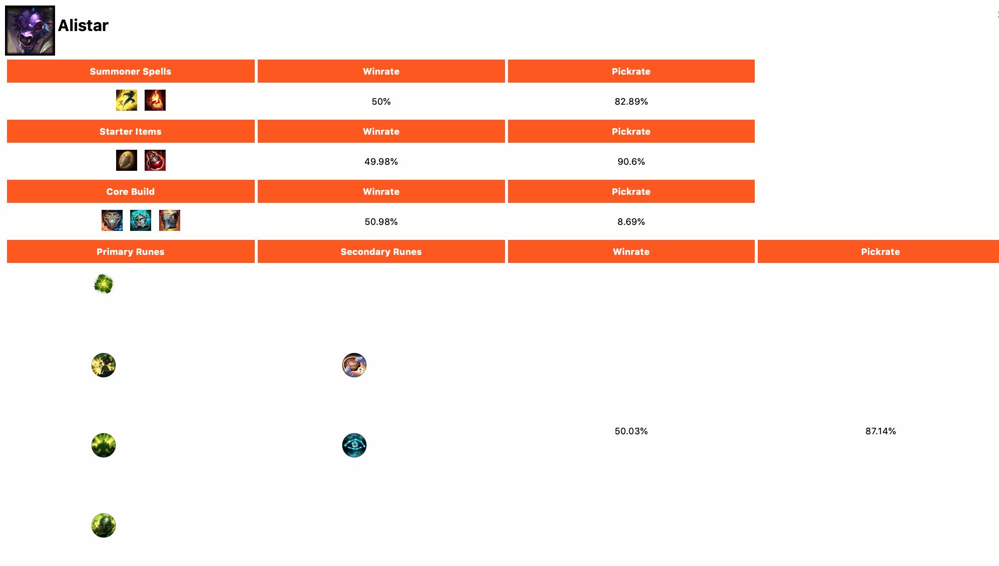 Alistar
Summoner Spells Winrate Pickrate
50% 82.89%
Starter Items Winrate Pickrate
49.98% 90.6%
Core Build Winrate Pickrate
50.98% 8.69%
Primary Runes Secondary Runes Winrate Pickrate
50.03% 87.14%